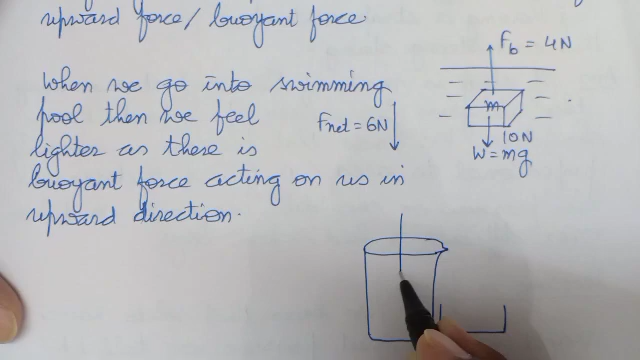 upward force/ buoyant force
When we go into swimming
pool then we feel
lighter as there is
buoyant force acting on us in
upward direction.
Fnet = 6N
Fb = 4N
m
10N
W = mg